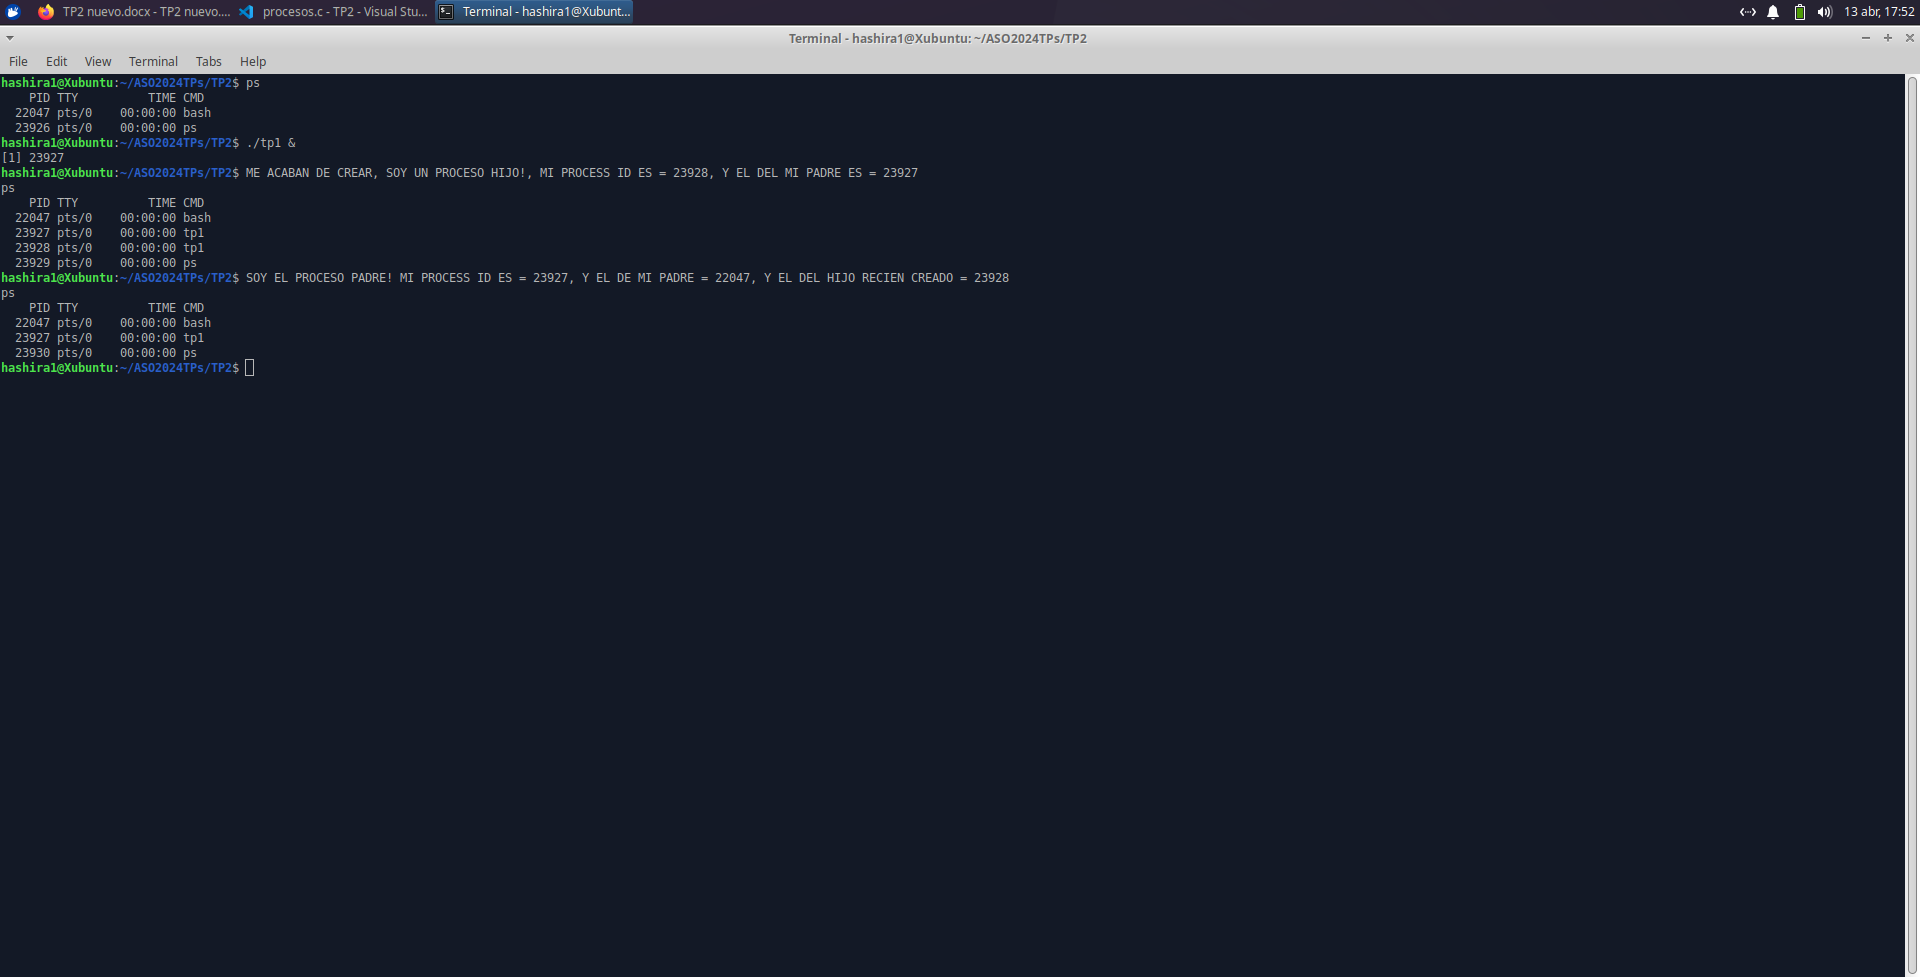 TP2 nuevo.docx - TP2 nuevo.... procesos.c - TP2 - Visual Stu... Terminal - hashira1@Xubunt... 13 abr, 17:52
Terminal - hashira1@Xubuntu: ~/ASO2024TPs/TP2
File Edit View Terminal Tabs Help
hashira1@Xubuntu:~/ASO2024TPs/TP2$ ps
PID TTY TIME CMD
22047 pts/0 00:00:00 bash
23926 pts/0 00:00:00 ps
hashira1@Xubuntu:~/ASO2024TPs/TP2$ ./tp1 &
[1] 23927
hashira1@Xubuntu:~/ASO2024TPs/TP2$ ME ACABAN DE CREAR, SOY UN PROCESO HIJO!, MI PROCESS ID ES = 23928, Y EL DEL MI PADRE ES = 23927
ps
PID TTY TIME CMD
22047 pts/0 00:00:00 bash
23927 pts/0 00:00:00 tp1
23928 pts/0 00:00:00 tp1
23929 pts/0 00:00:00 ps
hashira1@Xubuntu:~/ASO2024TPs/TP2$ SOY EL PROCESO PADRE! MI PROCESS ID ES = 23927, Y EL DE MI PADRE = 22047, Y EL DEL HIJO RECIEN CREADO = 23928
ps
PID TTY TIME CMD
22047 pts/0 00:00:00 bash
23927 pts/0 00:00:00 tp1
23930 pts/0 00:00:00 ps
hashira1@Xubuntu:~/ASO2024TPs/TP2$